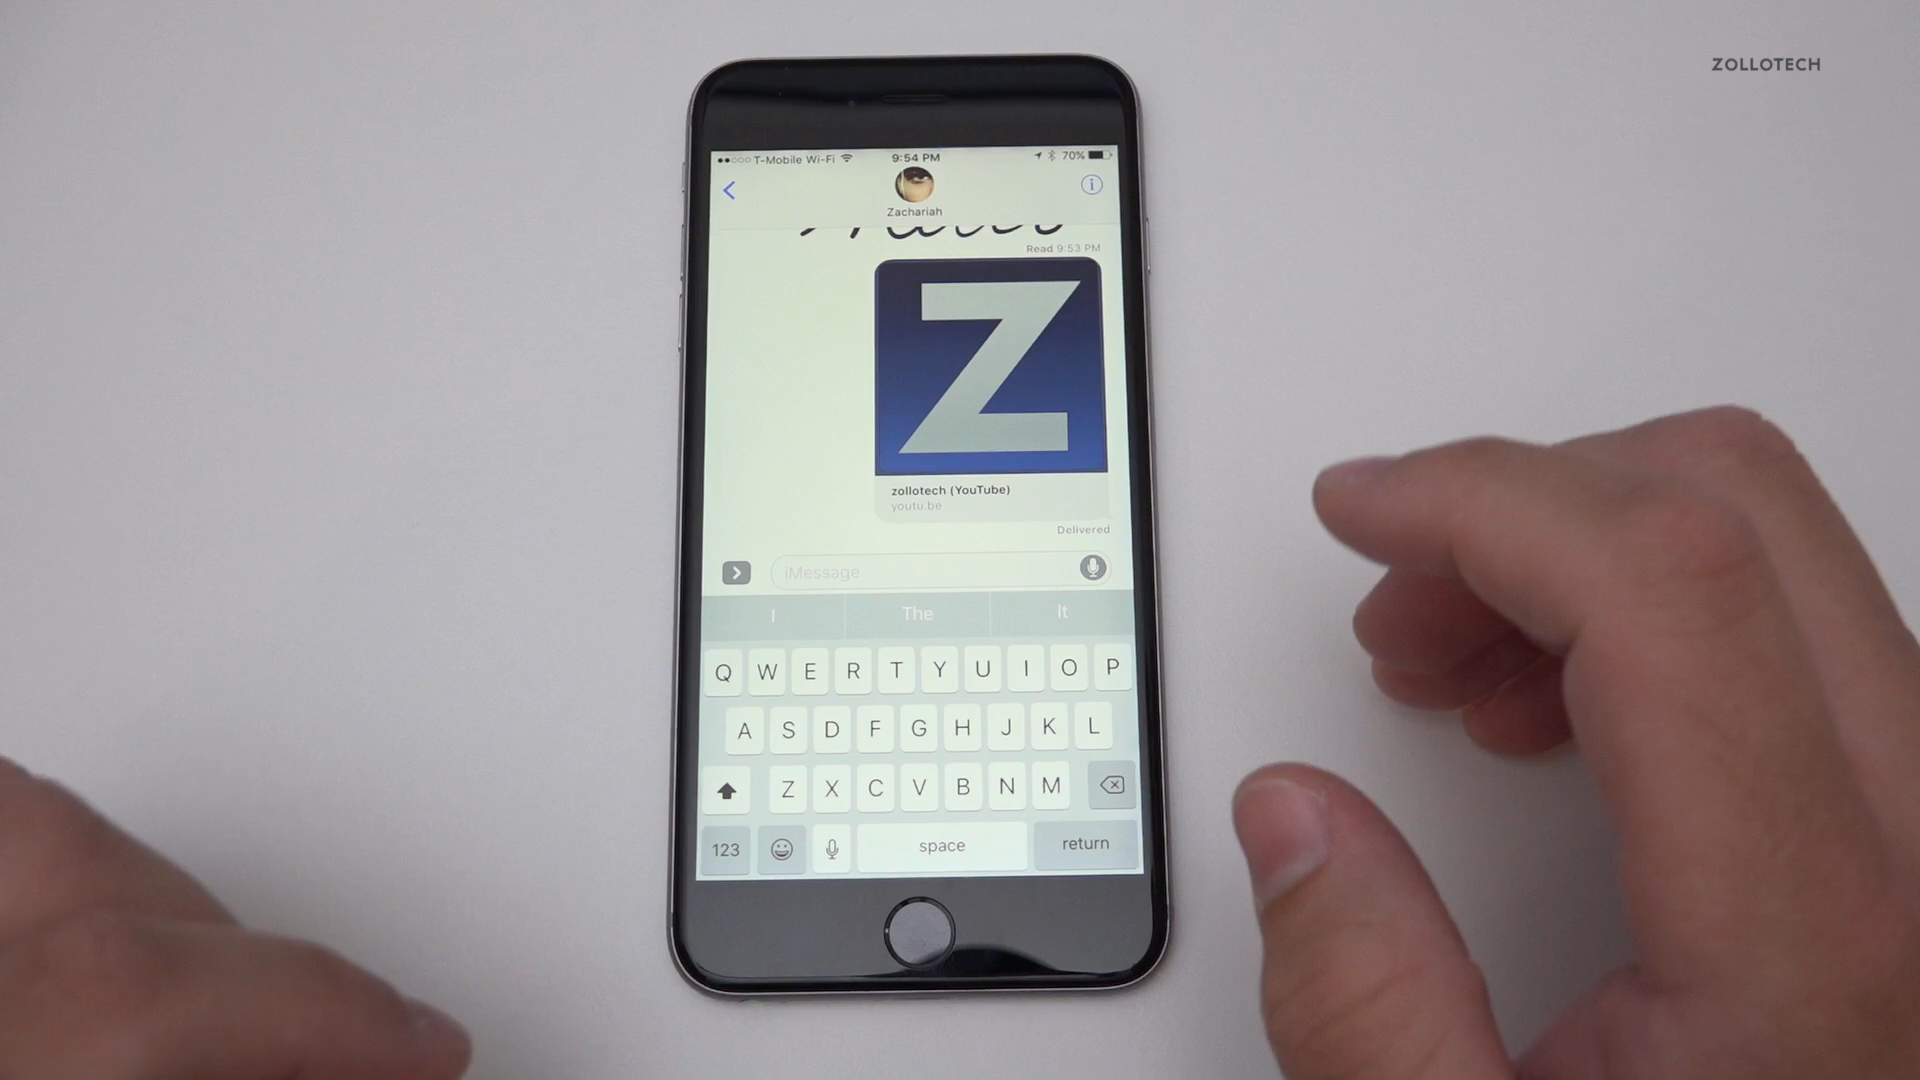 ZOLLOTECH
T-Mobile Wi-Fi 9:54 PM 70%
Zachariah
Read 9:53 PM
Z
zollotech (YouTube)
youtu.be
Delivered
iMessage
I The It
Q W E R T Y U I O P
A S D F G H J K L
Z X C V B N M
123 space return